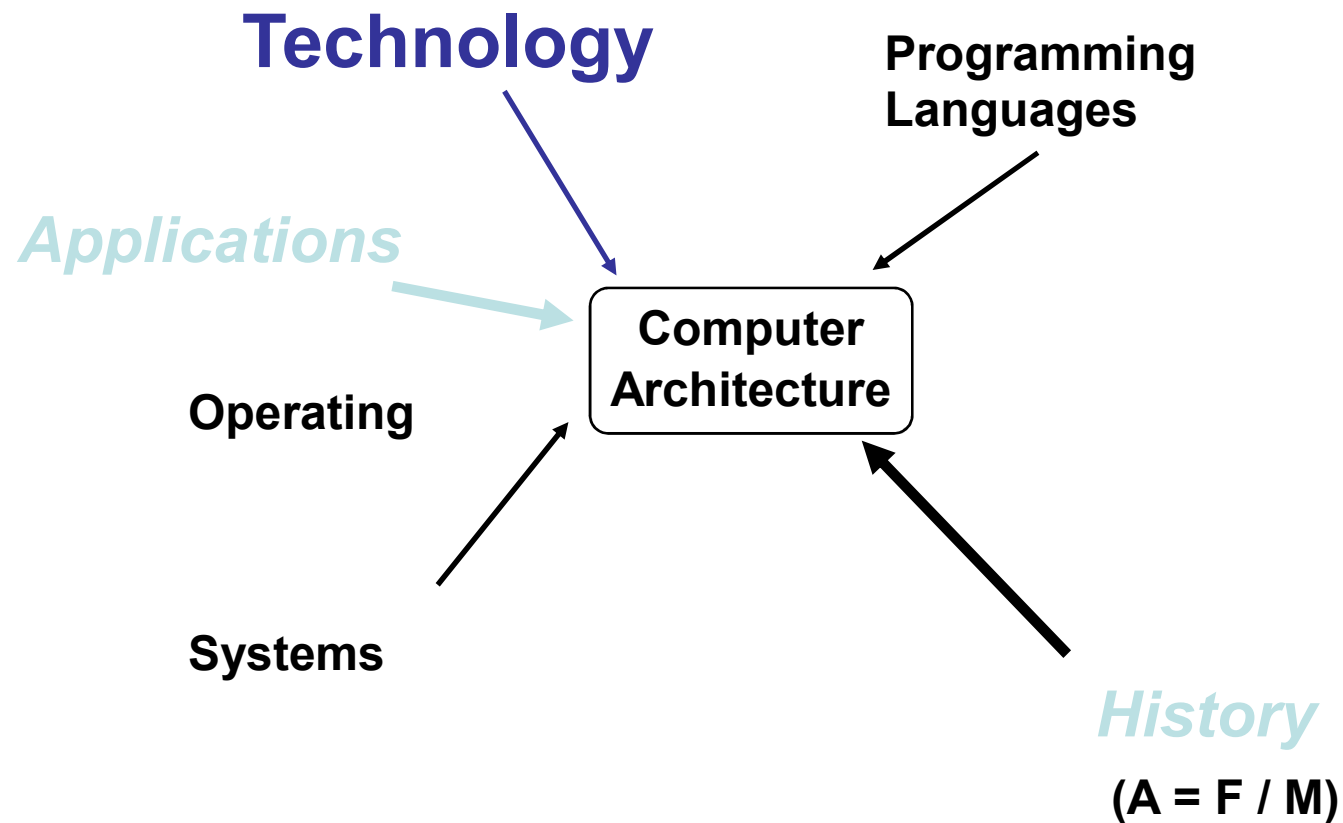 Technology
Programming
Languages
Applications
Computer
Architecture
Operating
Systems
History
(A = F / M)